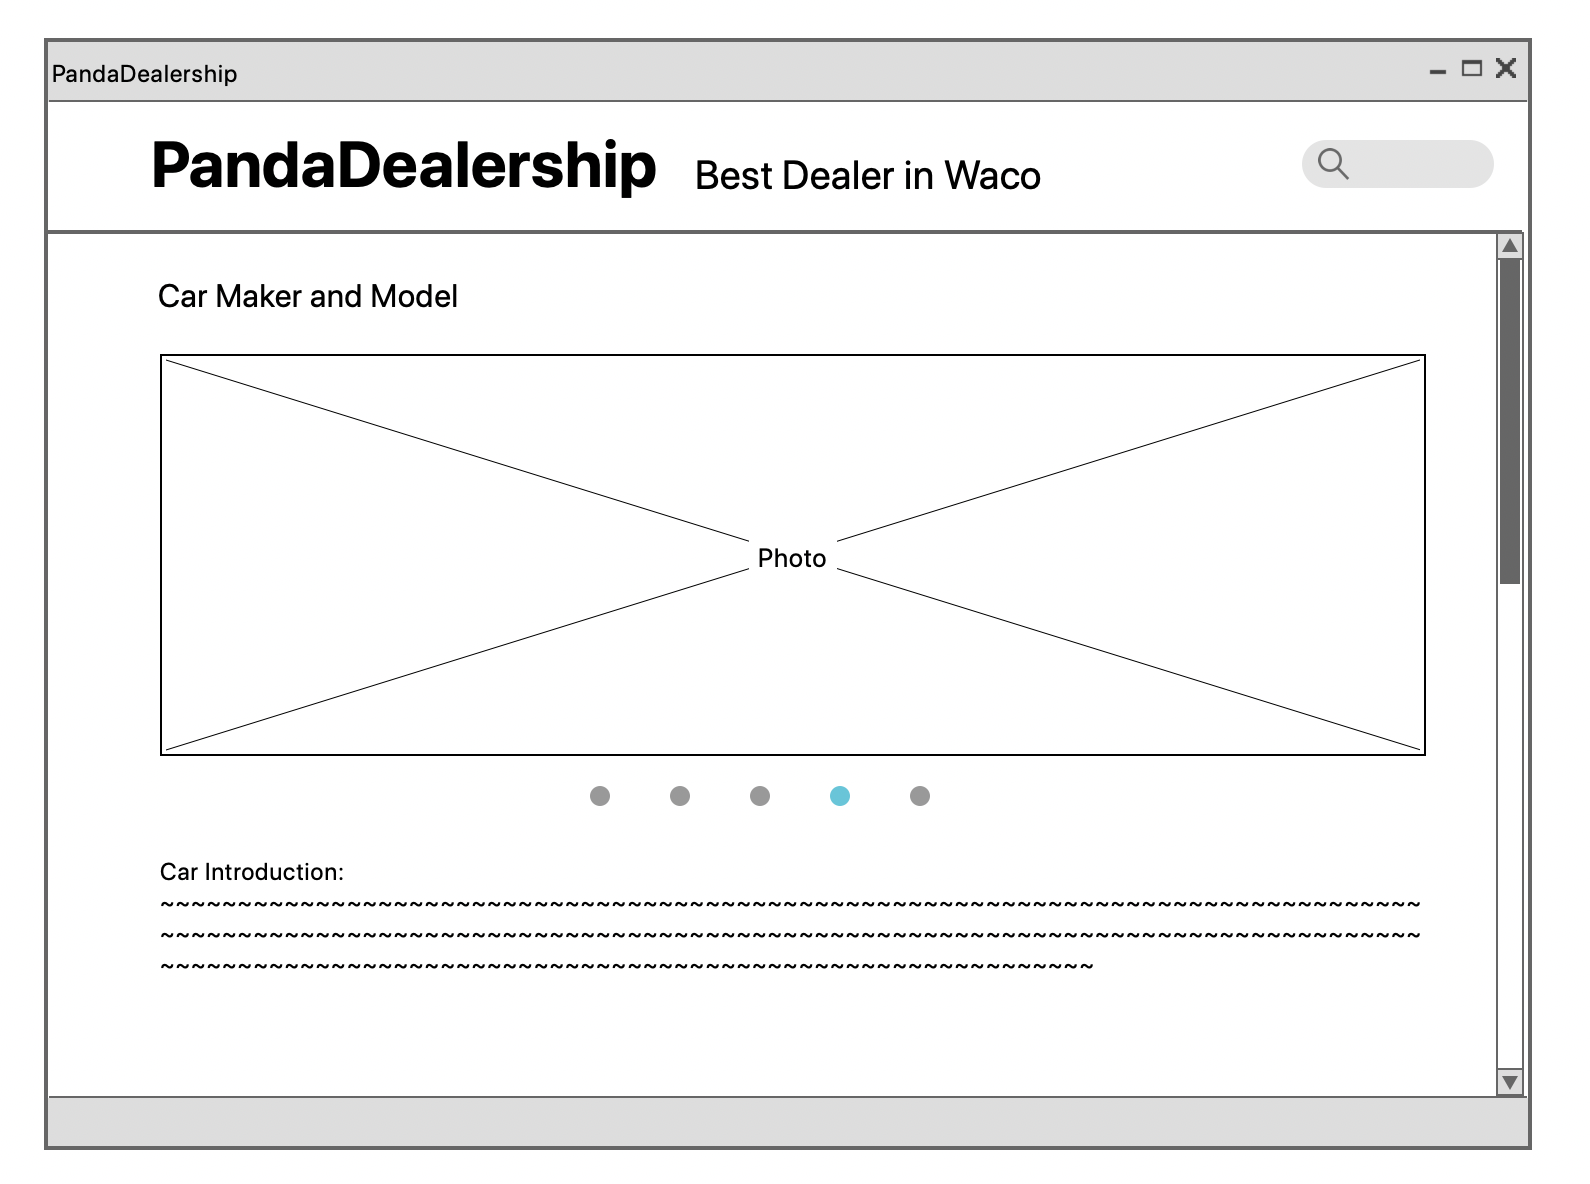 PandaDealership
PandaDealership Best Dealer in Waco
Car Maker and Model
Photo
Car Introduction: